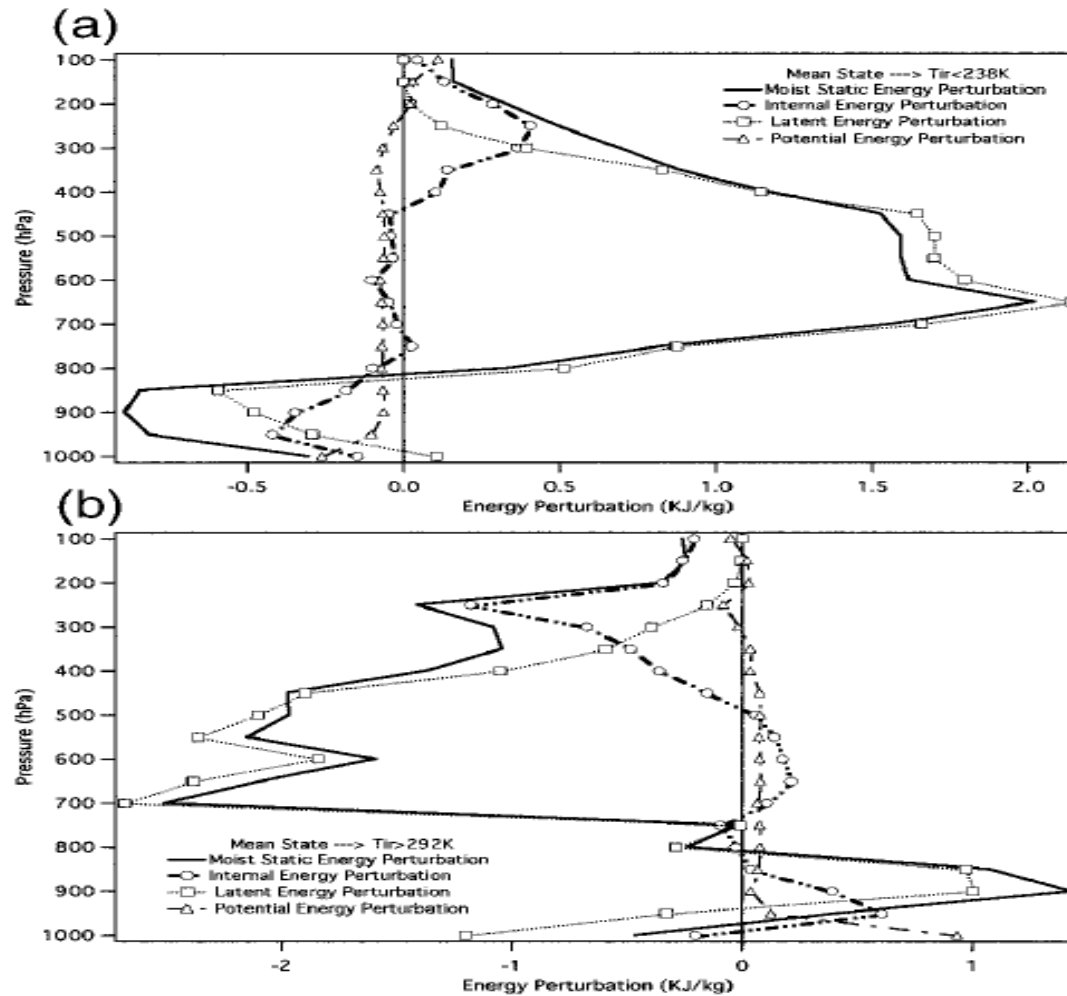 (a)
Mean State ---> Tir<238K
Moist Static Energy Perturbation
Internal Energy Perturbation
Latent Energy Perturbation
Potential Energy Perturbation
100
200
300
400
500
600
700
800
900
1000
Pressure (hPa)
-0.5
0.0
0.5
1.0
1.5
2.0
Energy Perturbation (KJ/kg)
(b)
100
200
300
400
500
600
700
800
900
1000
Pressure (hPa)
Mean State ---> Tir>292K
Moist Static Energy Perturbation
Internal Energy Perturbation
Latent Energy Perturbation
Potential Energy Perturbation
-2
-1
0
1
Energy Perturbation (KJ/kg)